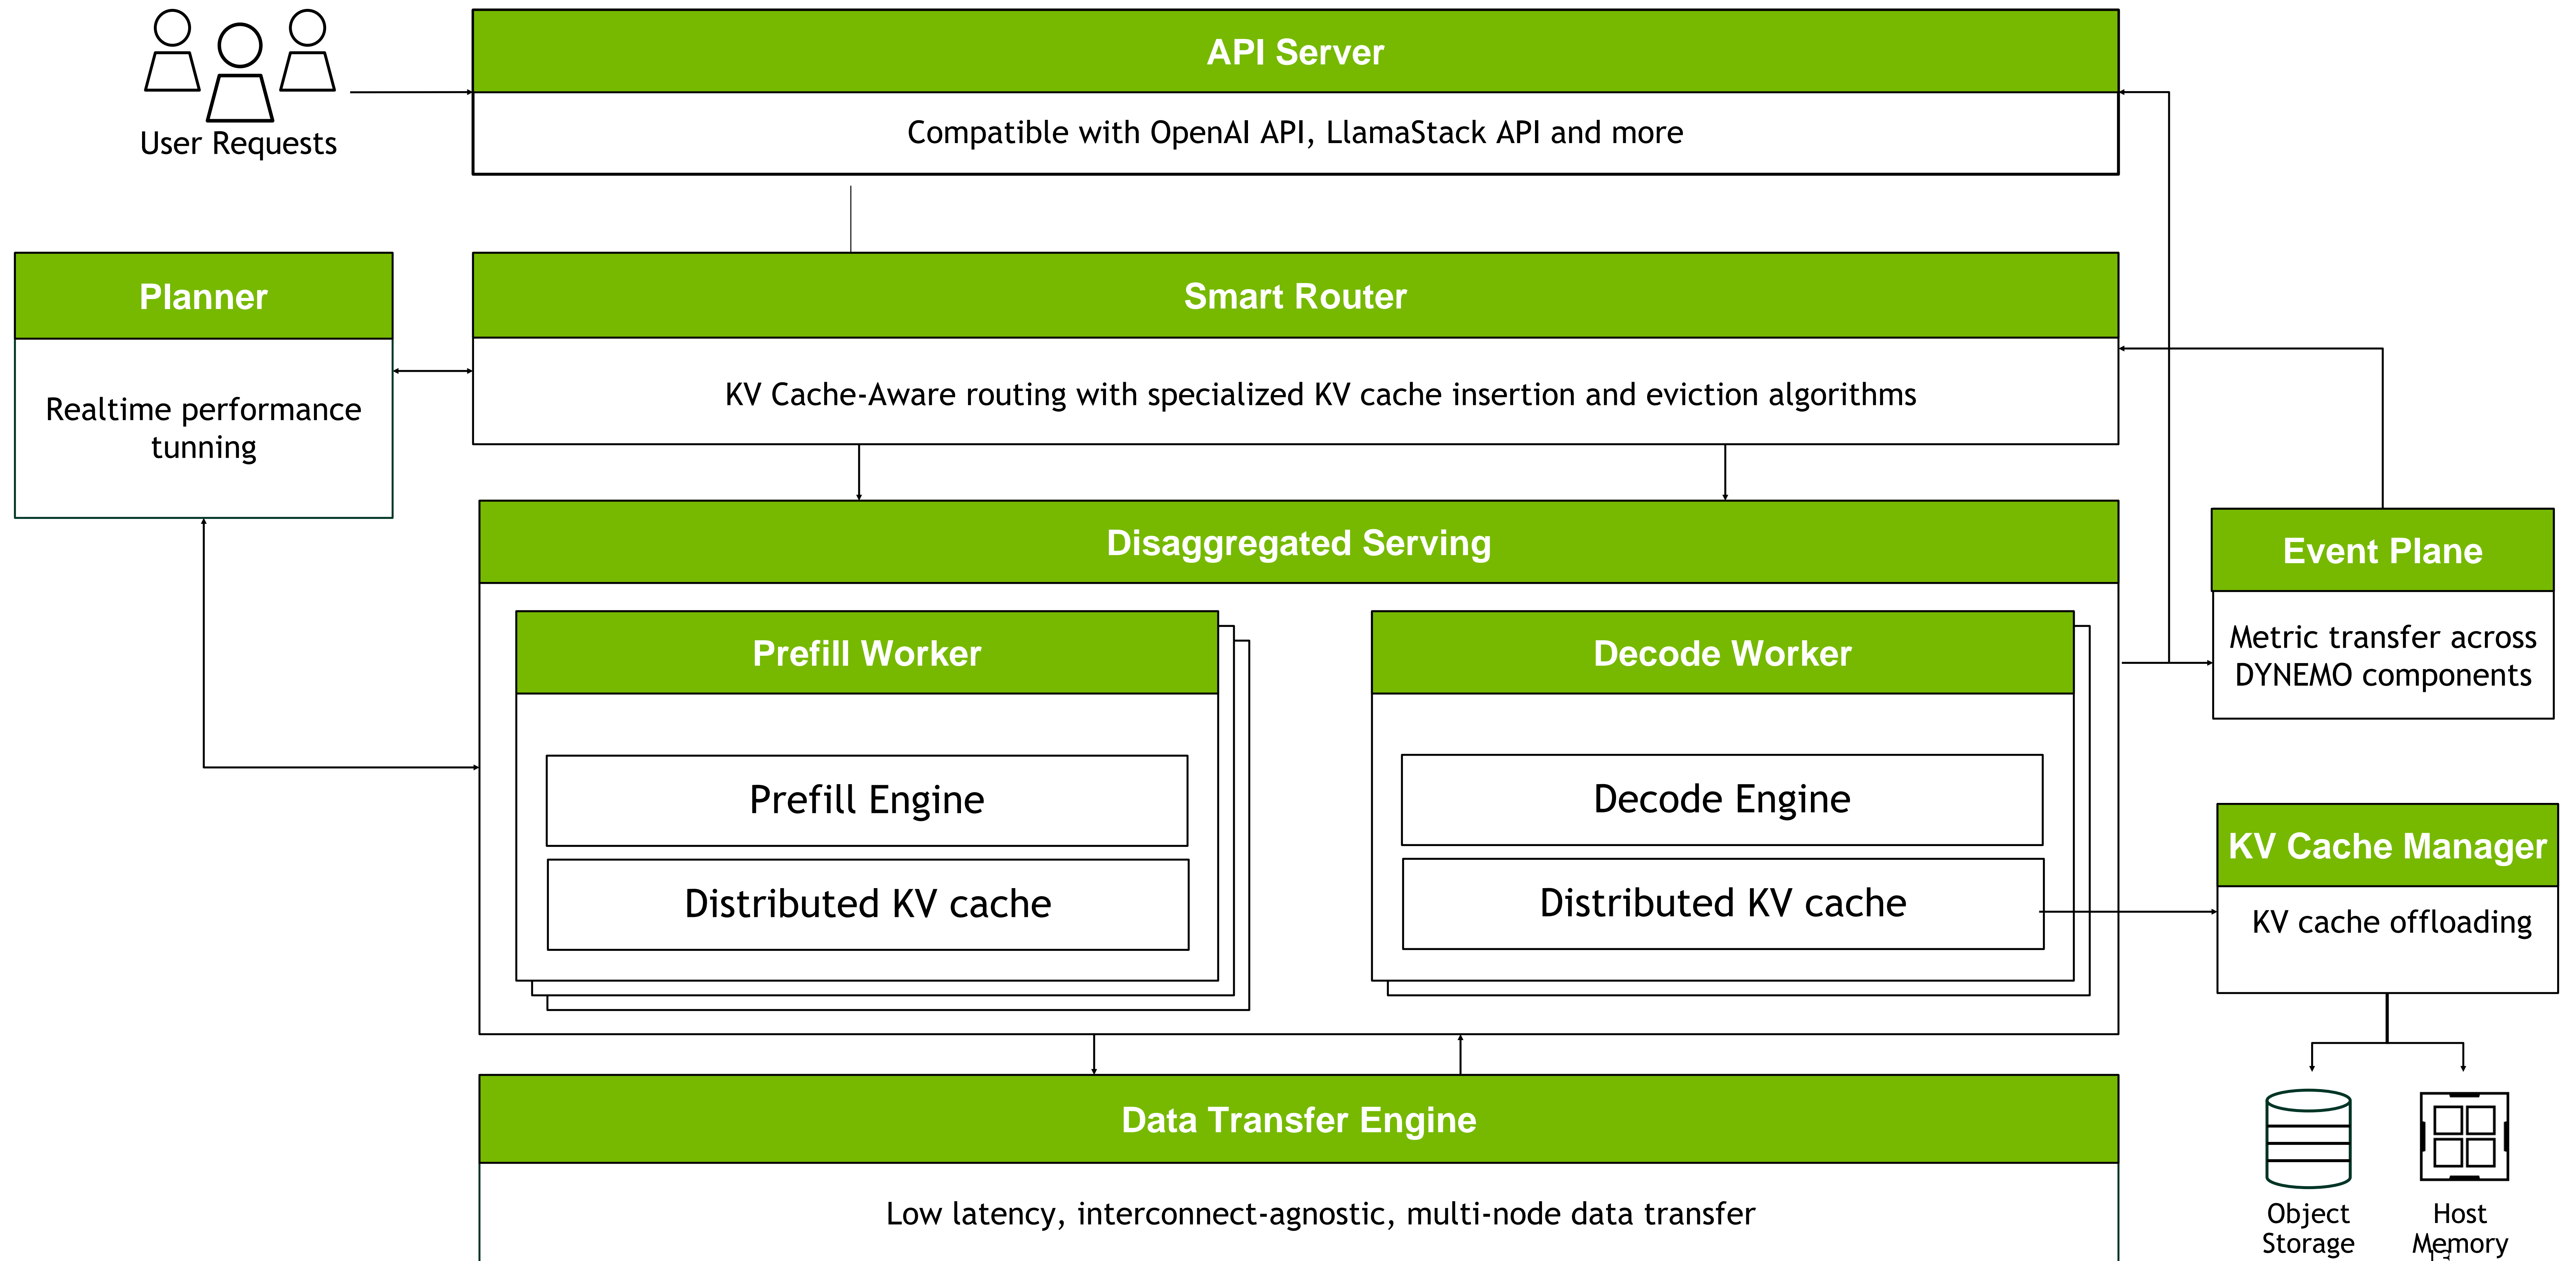 User Requests
API Server
Compatible with OpenAI API, LlamaStack API and more
Planner
Realtime performance
tunning
Smart Router
KV Cache-Aware routing with specialized KV cache insertion and eviction algorithms
Disaggregated Serving
Prefill Worker
Prefill Engine
Distributed KV cache
Decode Worker
Decode Engine
Distributed KV cache
Event Plane
Metric transfer across
DYNEMO components
KV Cache Manager
KV cache offloading
Object
Storage
Host
Memory
Data Transfer Engine
Low latency, interconnect-agnostic, multi-node data transfer